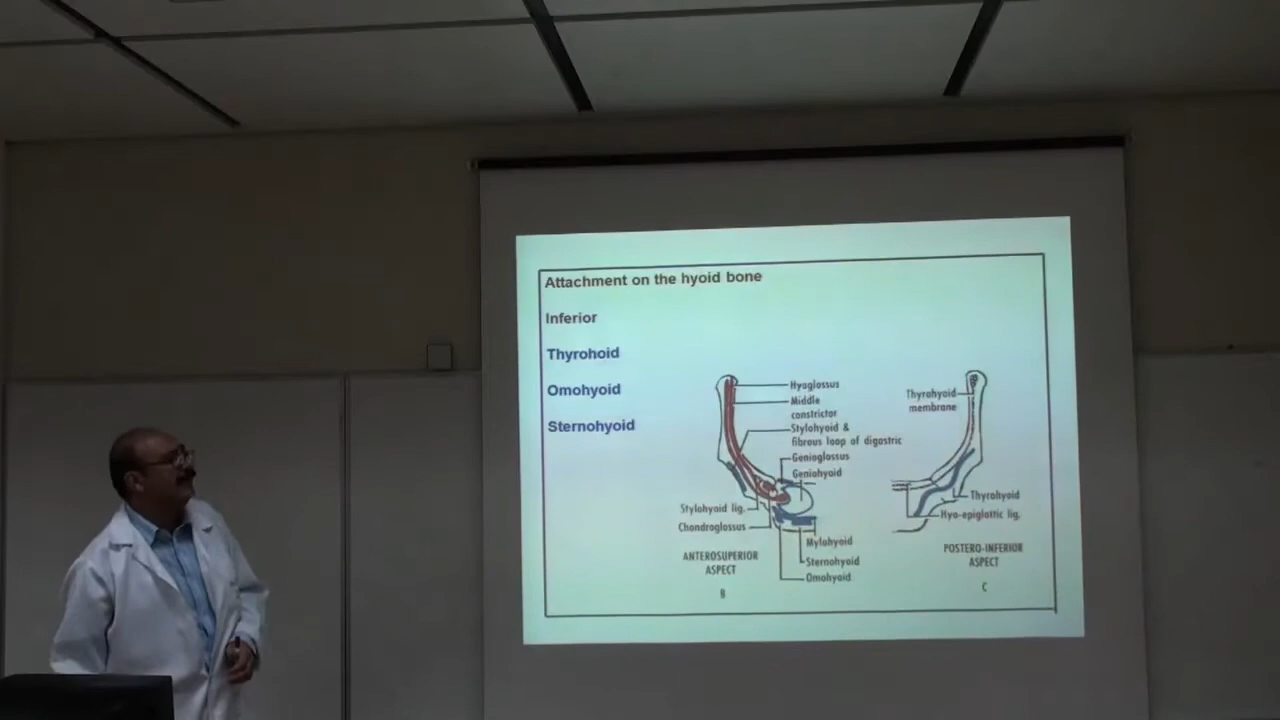 Attachment on the hyoid bone
Inferior
Thyrohoid
Omohyoid
Sternohyoid
Hyoglossus
Middle
constrictor
Stylohyoid &
fibrous loop of digastric
Genioglossus
Geniohyoid
Stylohyoid lig.
Chondroglossus
Mylohyoid
Sternohyoid
Omohyoid
ANTEROSUPERIOR
ASPECT
B
Thyrohyoid
membrane
Thyrohyoid
Hyo-epiglottic lig.
POSTERO-INFERIOR
ASPECT
C